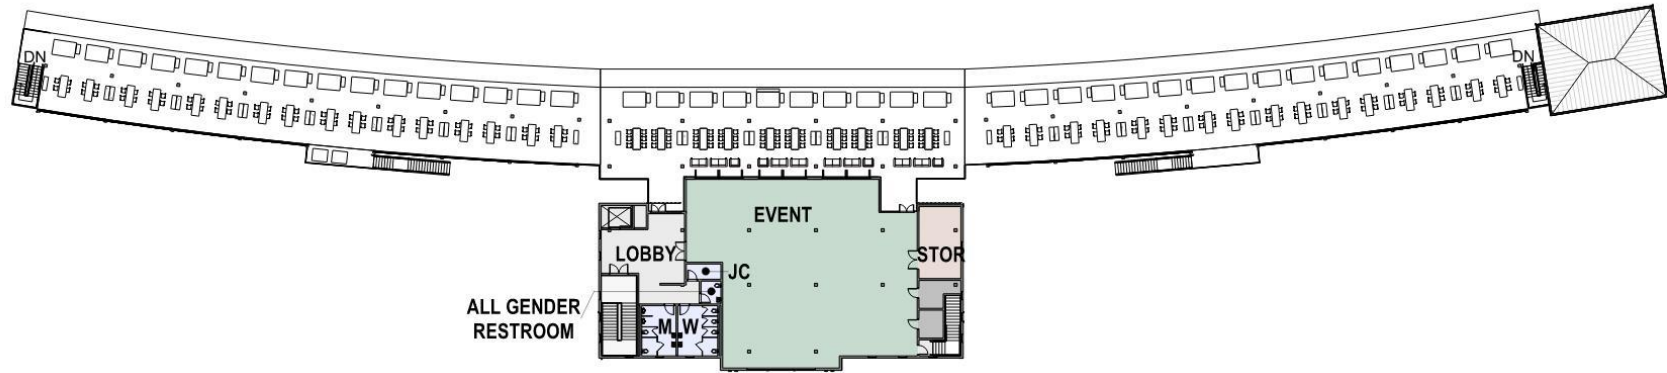 DN
DN
EVENT
LOBBY
STOR
JC
ALL GENDER
RESTROOM
M
W